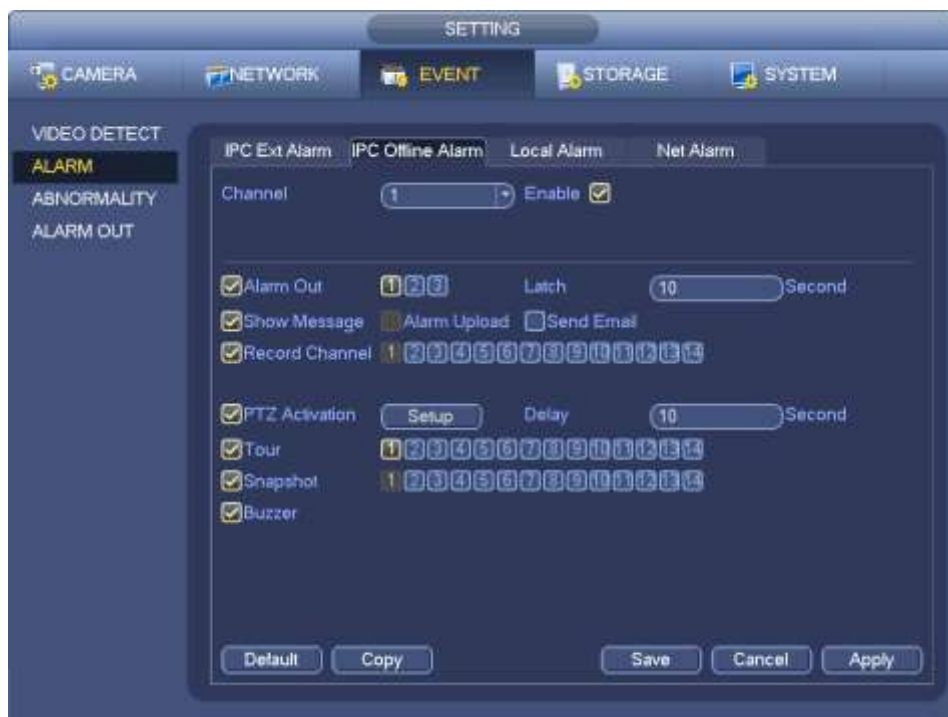 SETTING
CAMERA NETWORK EVENT STORAGE SYSTEM
VIDEO DETECT
ALARM
ABNORMALITY
ALARM OUT
IPC Ext Alarm IPC Offline Alarm Local Alarm Net Alarm
Channel 1 Enable
Alarm Out 1 2 3 Latch 10 Second
Show Message Alarm Upload Send Email
Record Channel 1 2 3 4 5 6 7 8 9 10 11 12 13 14
PTZ Activation Setup Delay 10 Second
Tour 1 2 3 4 5 6 7 8 9 10 11 12 13 14
Snapshot 1 2 3 4 5 6 7 8 9 10 11 12 13 14
Buzzer
Default Copy Save Cancel Apply